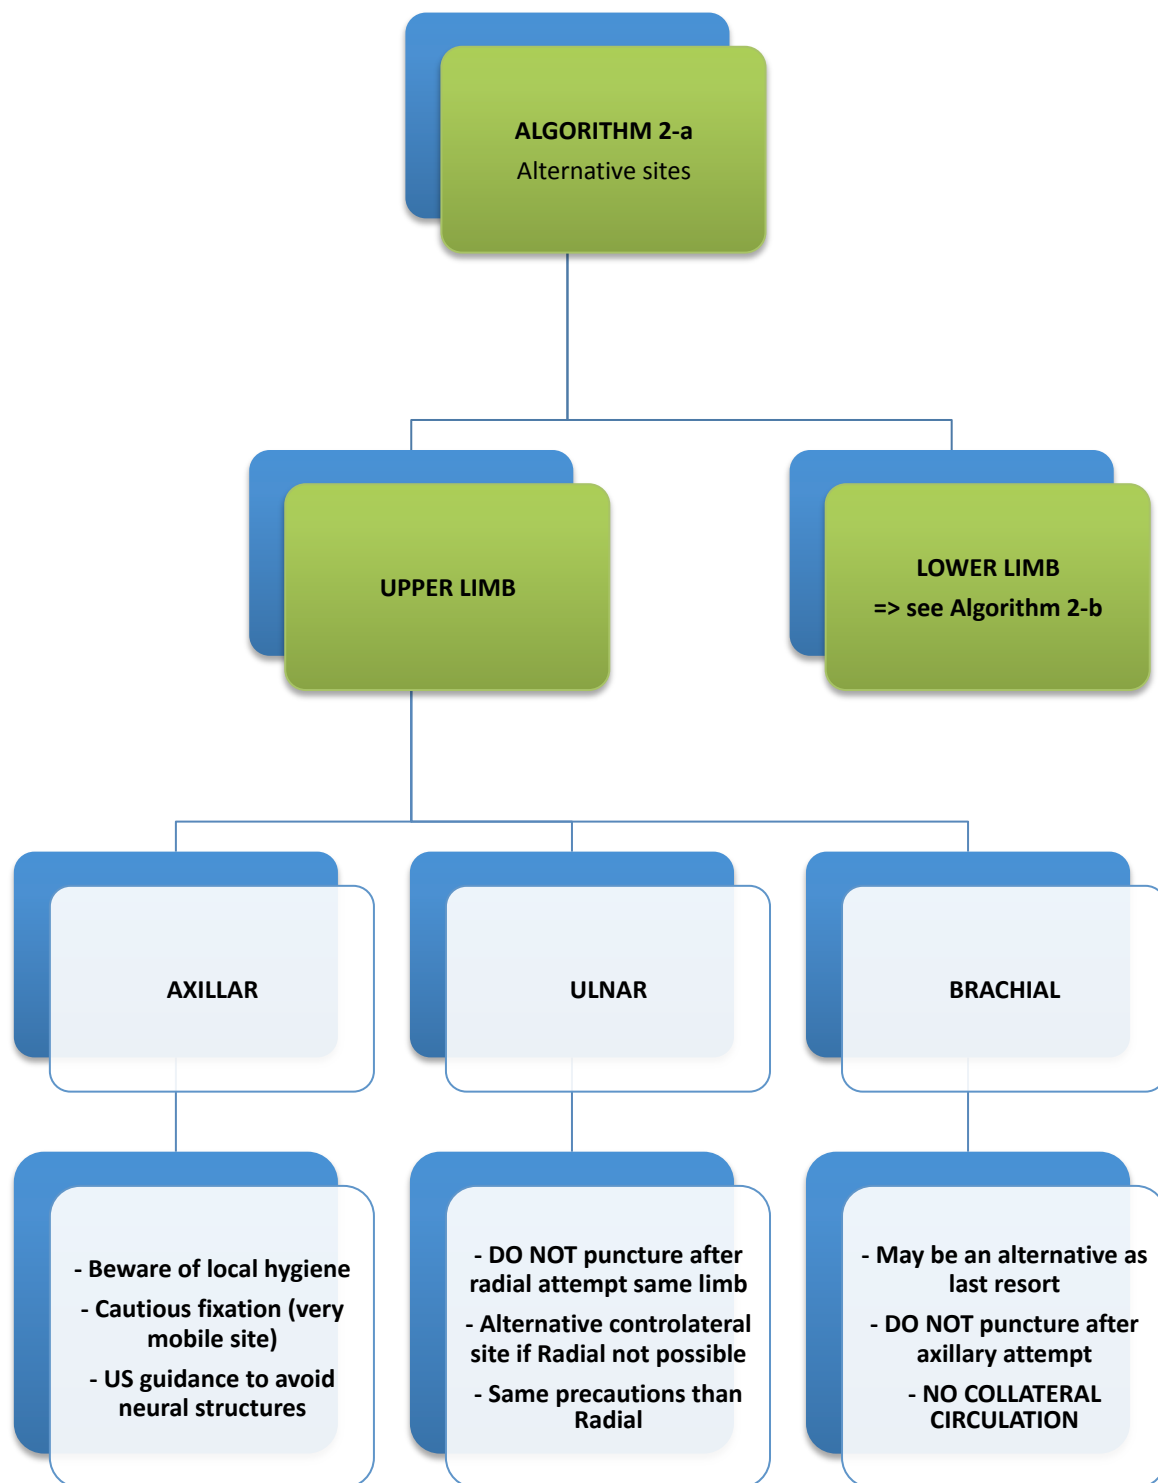 ALGORITHM 2-a
Alternative sites
UPPER LIMB
LOWER LIMB
=> see Algorithm 2-b
AXILLAR
ULNAR
BRACHIAL
- Beware of local hygiene
- Cautious fixation (very
mobile site)
- US guidance to avoid
neural structures
- DO NOT puncture after
radial attempt same limb
- Alternative controlateral
site if Radial not possible
- Same precautions than
Radial
- May be an alternative as
last resort
- DO NOT puncture after
axillary attempt
- NO COLLATERAL
CIRCULATION